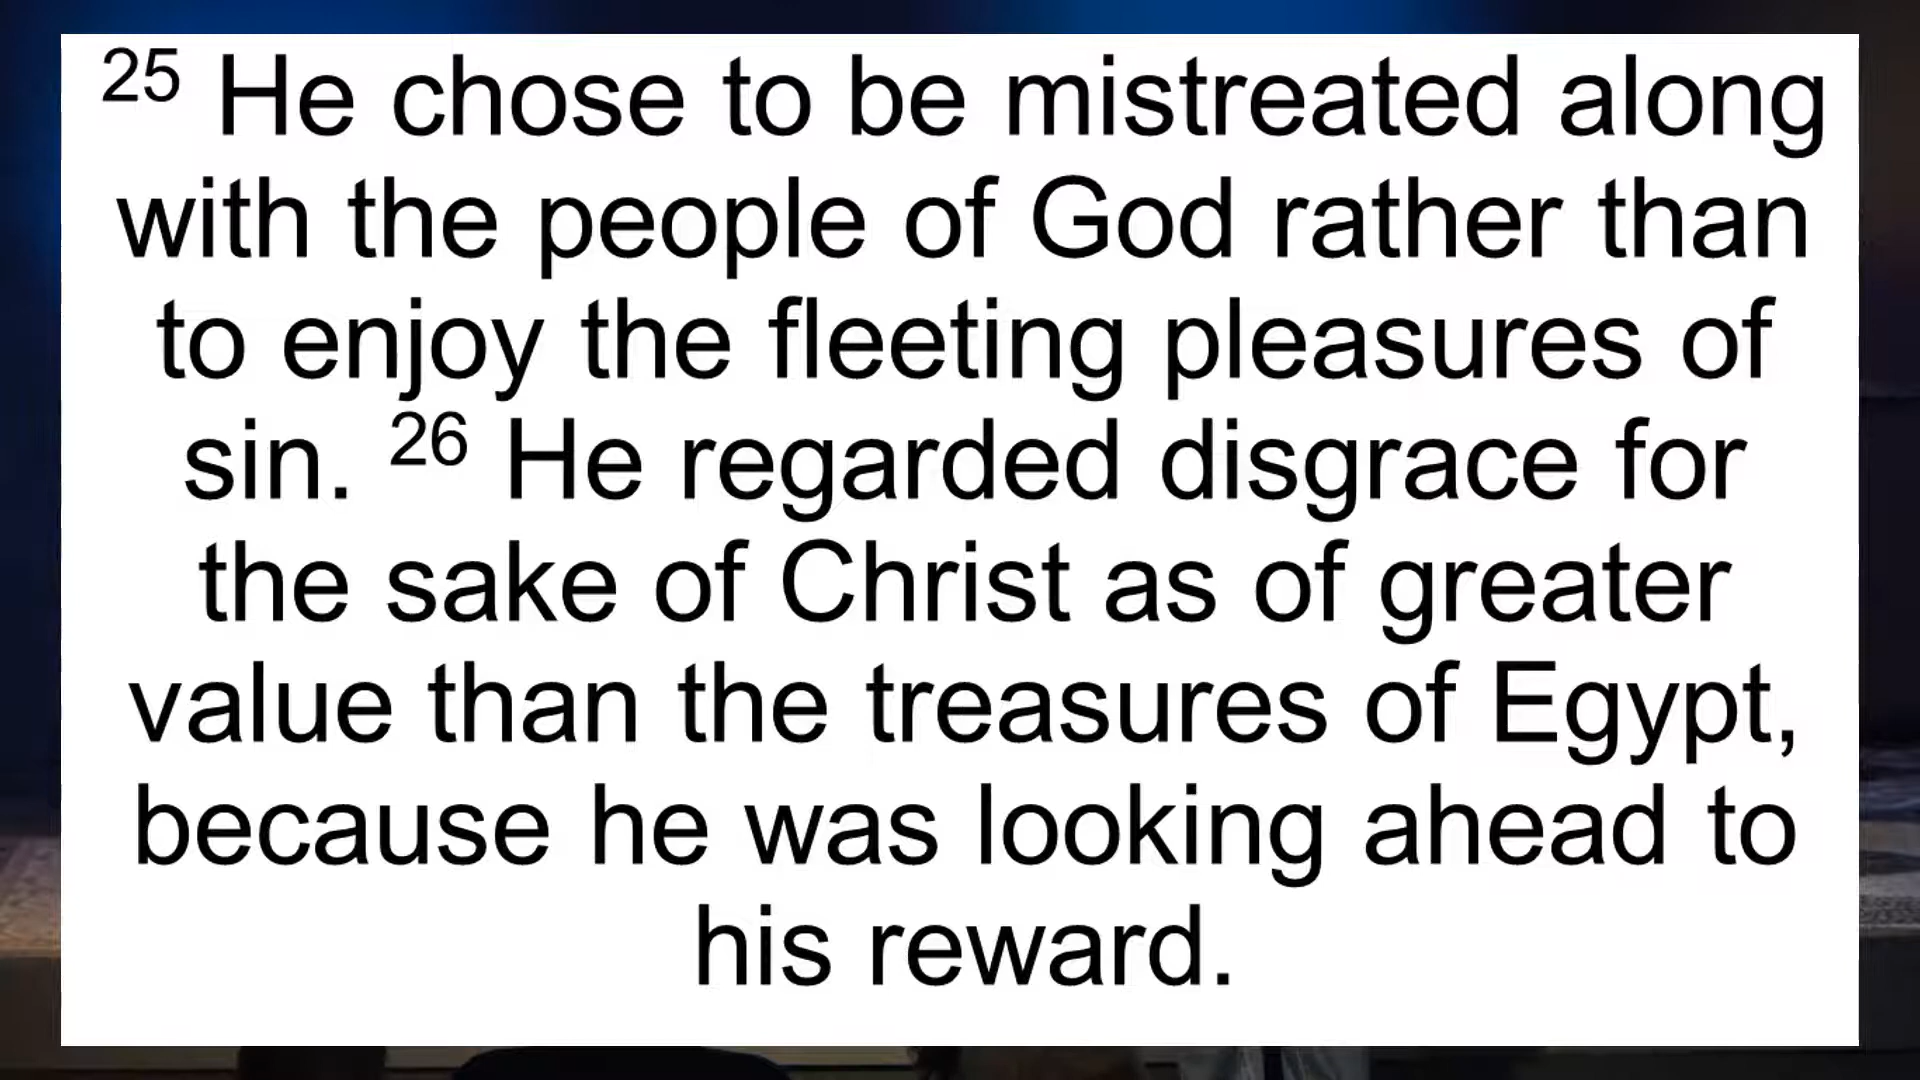 25 He chose to be mistreated along
with the people of God rather than
to enjoy the fleeting pleasures of
sin. 26 He regarded disgrace for
the sake of Christ as of greater
value than the treasures of Egypt,
because he was looking ahead to
his reward.